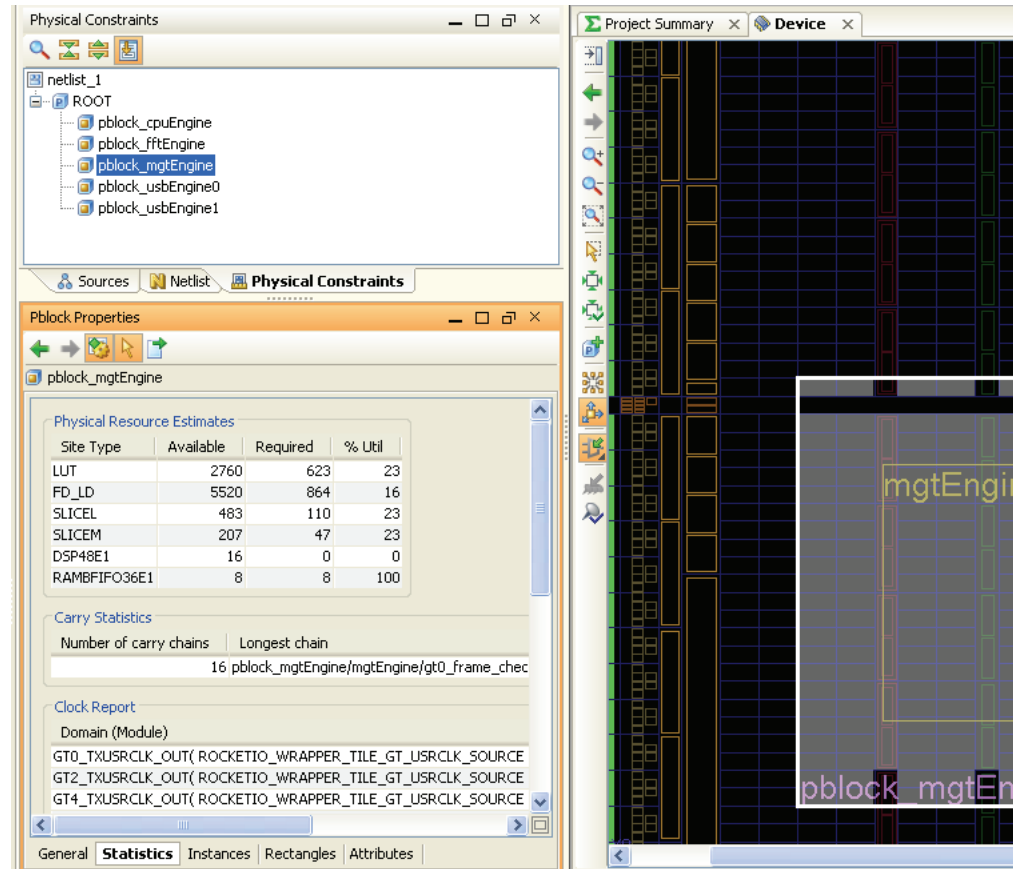 Physical Constraints
netlist_1
ROOT
pblock_cpuEngine
pblock_fftEngine
pblock_mgtEngine
pblock_usbEngine0
pblock_usbEngine1
Sources Netlist Physical Constraints
Pblock Properties
pblock_mgtEngine
Physical Resource Estimates
Site Type Available Required % Util
LUT 2760 623 23
FD_LD 5520 864 16
SLICEL 483 110 23
SLICEM 207 47 23
DSP48E1 16 0 0
RAMBFIFO36E1 8 8 100
Carry Statistics
Number of carry chains Longest chain
16 pblock_mgtEngine/mgtEngine/gt0_frame_chec
Clock Report
Domain (Module)
GT0_TXUSRCLK_OUT( ROCKETIO_WRAPPER_TILE_GT_USRCLK_SOURCE
GT2_TXUSRCLK_OUT( ROCKETIO_WRAPPER_TILE_GT_USRCLK_SOURCE
GT4_TXUSRCLK_OUT( ROCKETIO_WRAPPER_TILE_GT_USRCLK_SOURCE
General Statistics Instances Rectangles Attributes
Project Summary Device
mgtEngin
pblock_mgtEn